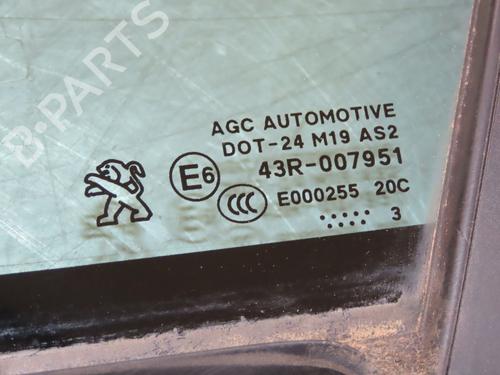 B-PARTS
AGC AUTOMOTIVE
DOT-24 M19 AS2
43R-007951
E6
CCC
E000255 20C
3